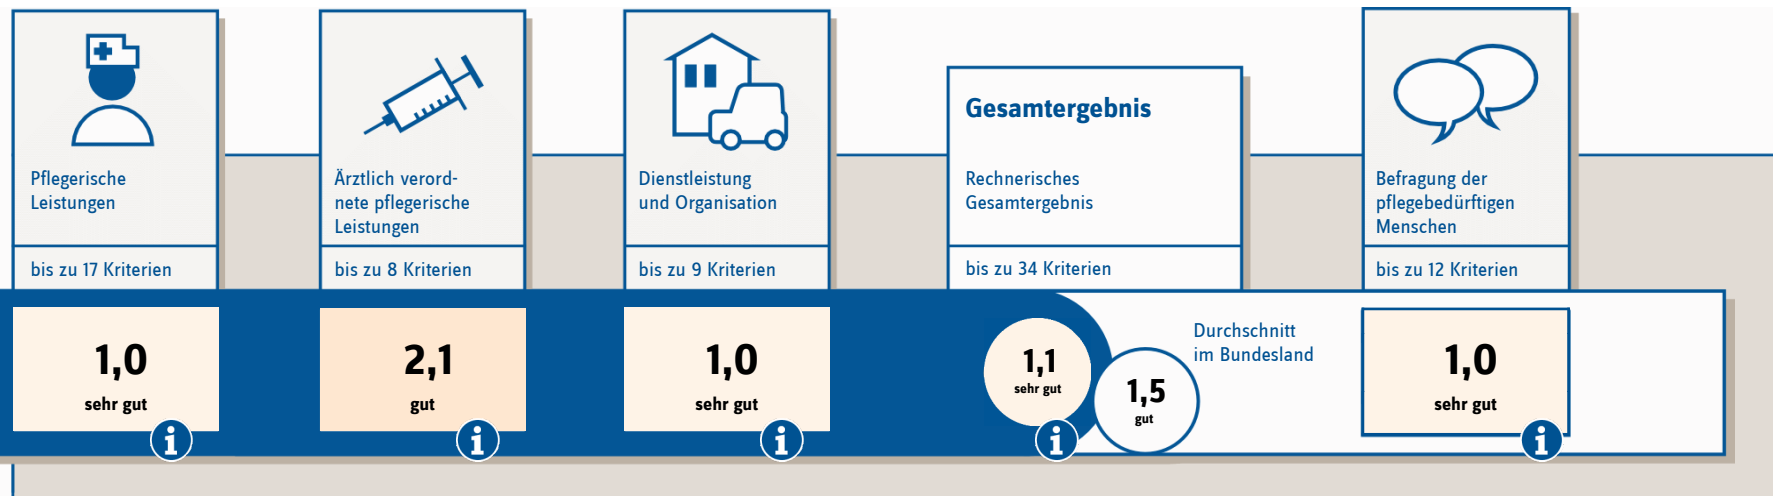 Pflegerische
Leistungen
bis zu 17 Kriterien
1,0
sehr gut
Ärztlich verord-
nete pflegerische
Leistungen
bis zu 8 Kriterien
2,1
gut
Dienstleistung
und Organisation
bis zu 9 Kriterien
1,0
sehr gut
Gesamtergebnis
Rechnerisches
Gesamtergebnis
bis zu 34 Kriterien
1,1
sehr gut
1,5
gut
Durchschnitt
im Bundesland
Befragung der
pflegebedürftigen
Menschen
bis zu 12 Kriterien
1,0
sehr gut